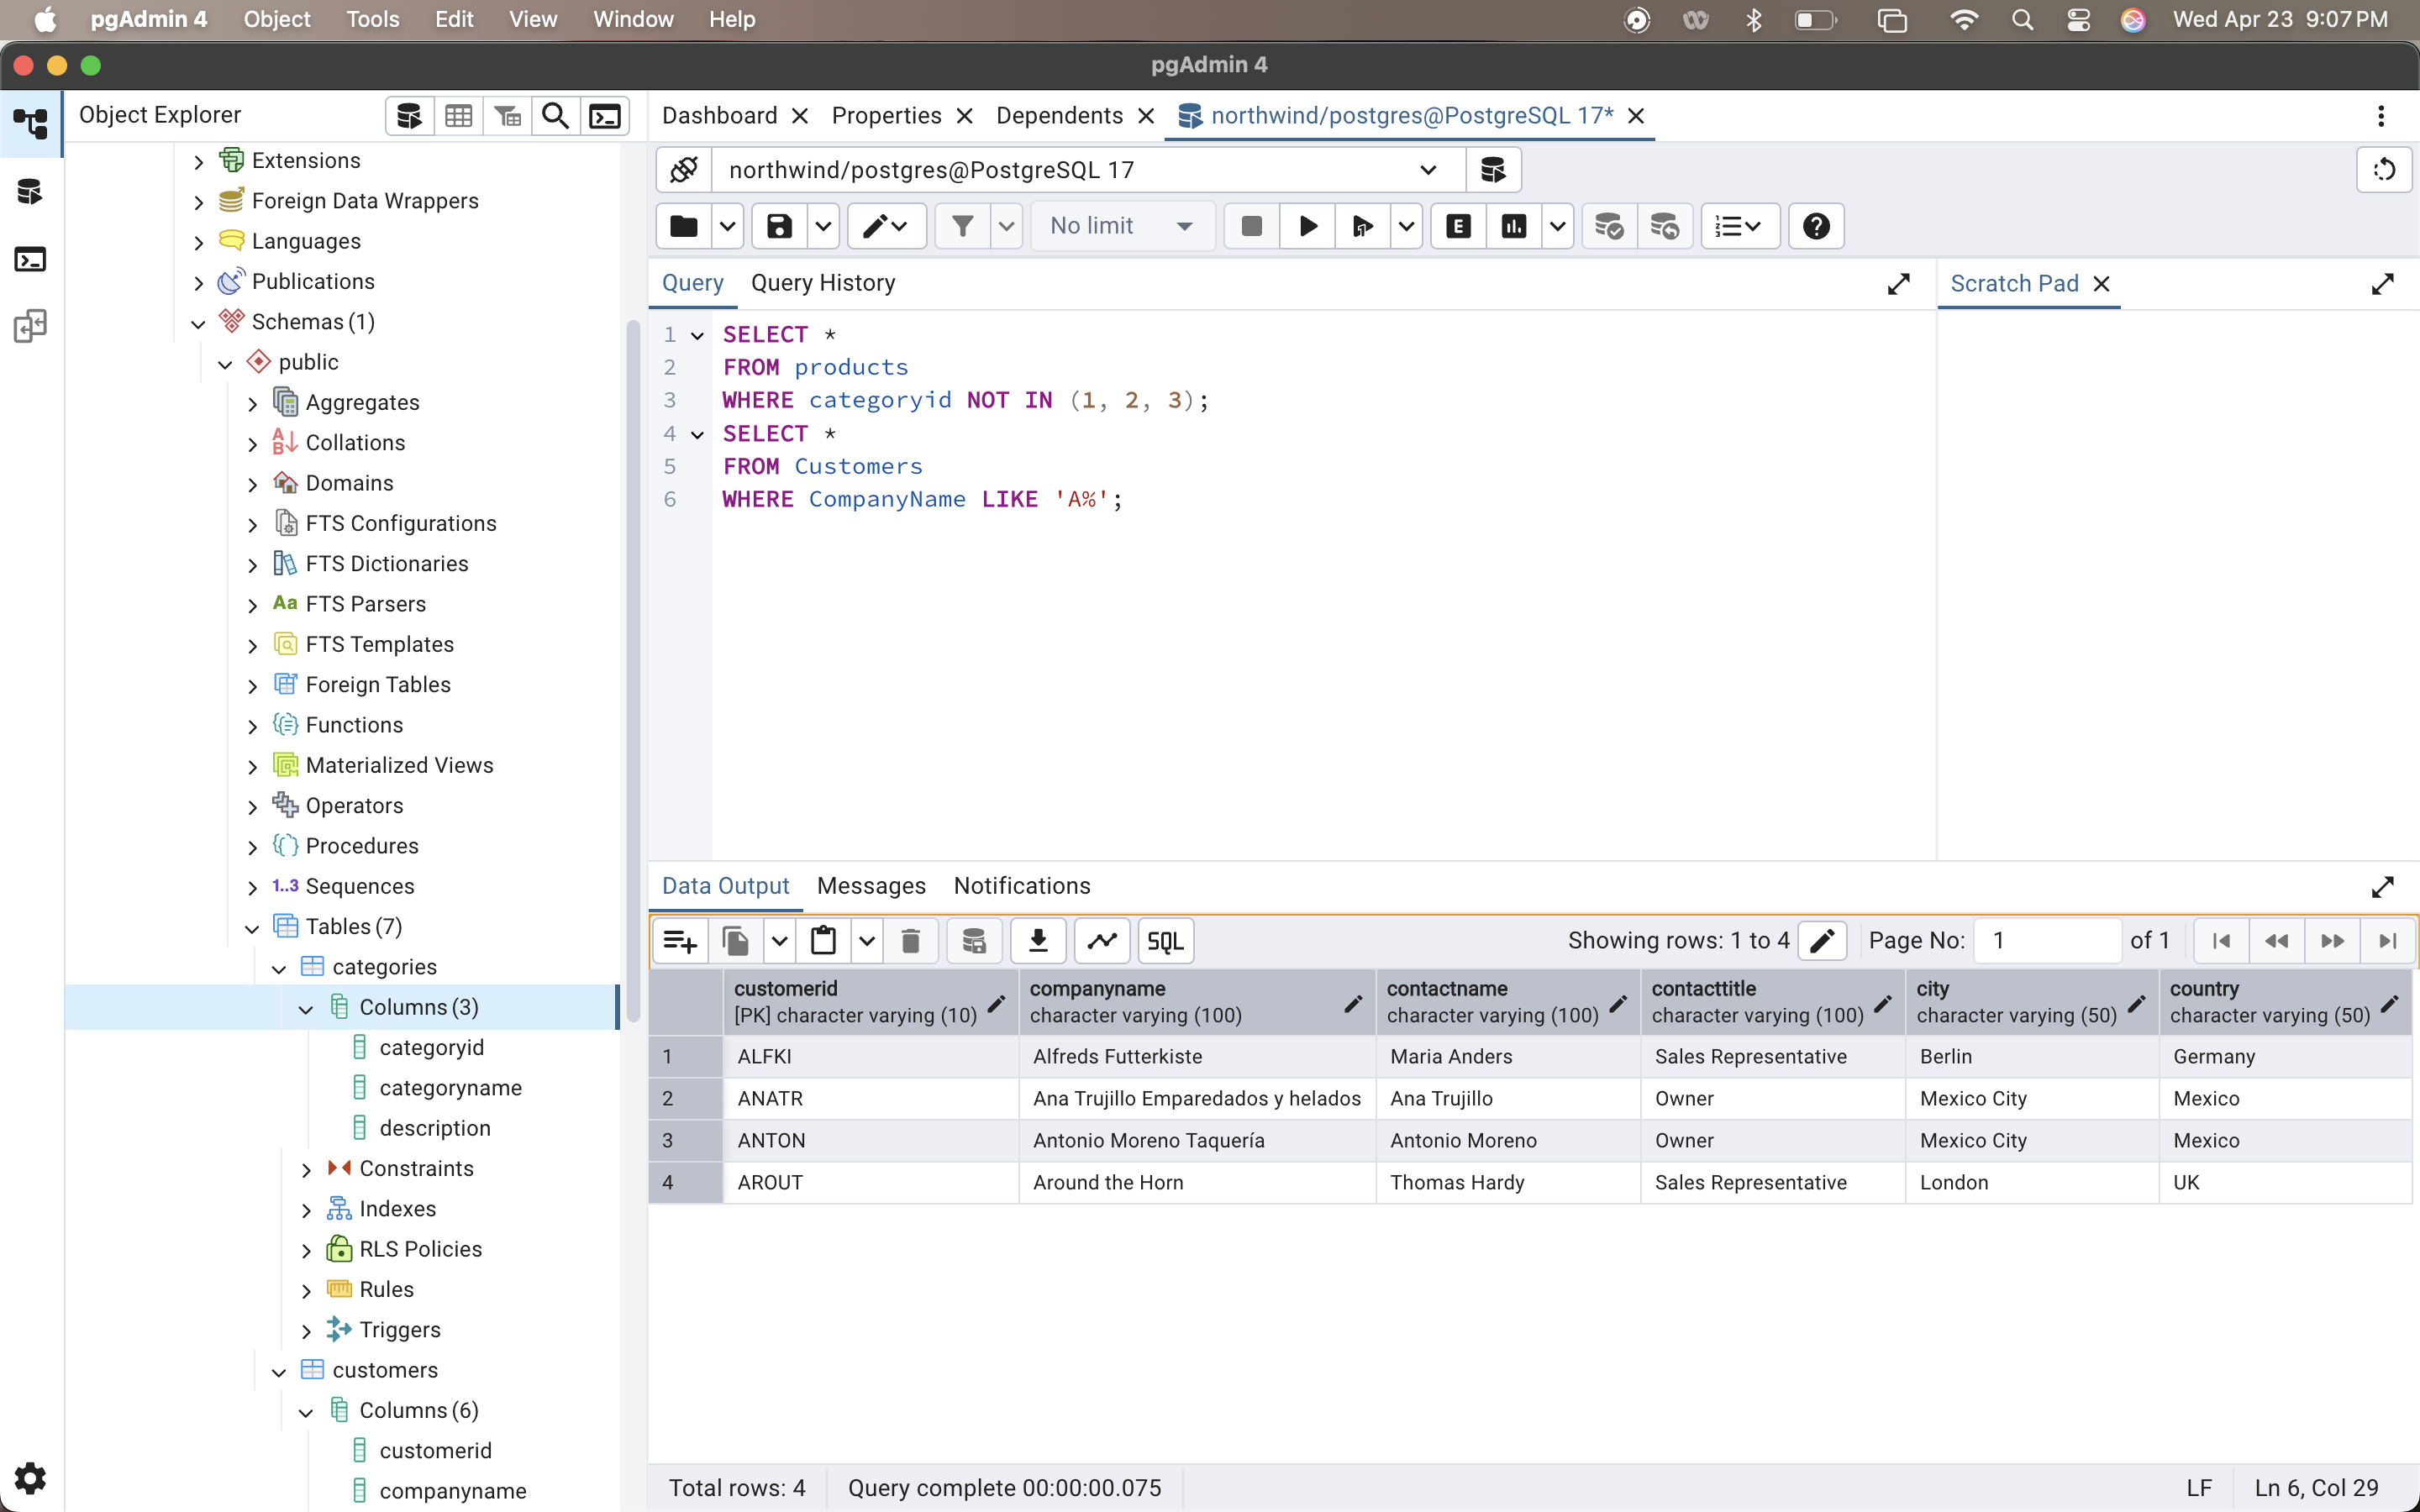 pgAdmin 4 Object Tools Edit View Window Help Wed Apr 23 9:07 PM
pgAdmin 4
Object Explorer
Dashboard Properties Dependents northwind/postgres@PostgreSQL 17*
Extensions
Foreign Data Wrappers
Languages
Publications
Schemas (1)
public
Aggregates
Collations
Domains
FTS Configurations
FTS Dictionaries
Aa FTS Parsers
FTS Templates
Foreign Tables
Functions
Materialized Views
Operators
Procedures
1..3 Sequences
Tables (7)
categories
Columns (3)
categoryid
categoryname
description
Constraints
Indexes
RLS Policies
Rules
Triggers
customers
Columns (6)
customerid
companyname
northwind/postgres@PostgreSQL 17
No limit E
Query Query History
Scratch Pad
1 SELECT *
2 FROM products
3 WHERE categoryid NOT IN (1, 2, 3);
4 SELECT *
5 FROM Customers
6 WHERE CompanyName LIKE 'A%';
Data Output Messages Notifications
SQL Showing rows: 1 to 4 Page No: 1 of 1
customerid companyname contactname contacttitle city country
[PK] character varying (10) character varying (100) character varying (100) character varying (100) character varying (50) character varying (50)
1 ALFKI Alfreds Futterkiste Maria Anders Sales Representative Berlin Germany
2 ANATR Ana Trujillo Emparedados y helados Ana Trujillo Owner Mexico City Mexico
3 ANTON Antonio Moreno Taquería Antonio Moreno Owner Mexico City Mexico
4 AROUT Around the Horn Thomas Hardy Sales Representative London UK
Total rows: 4 Query complete 00:00:00.075 LF Ln 6, Col 29